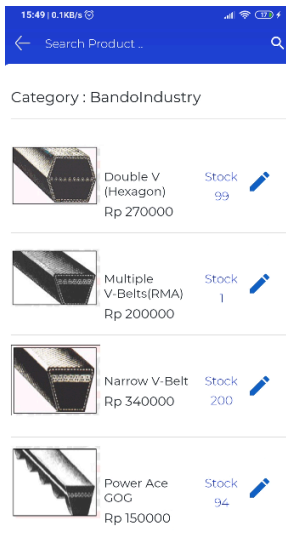 15:49 | 0.1KB/s
Search Product ..
Category : BandoIndustry
Double V
(Hexagon)
Rp 270000
Stock
99
Multiple
V-Belts(RMA)
Rp 200000
Stock
1
Narrow V-Belt
Rp 340000
Stock
200
Power Ace
GOG
Rp 150000
Stock
94